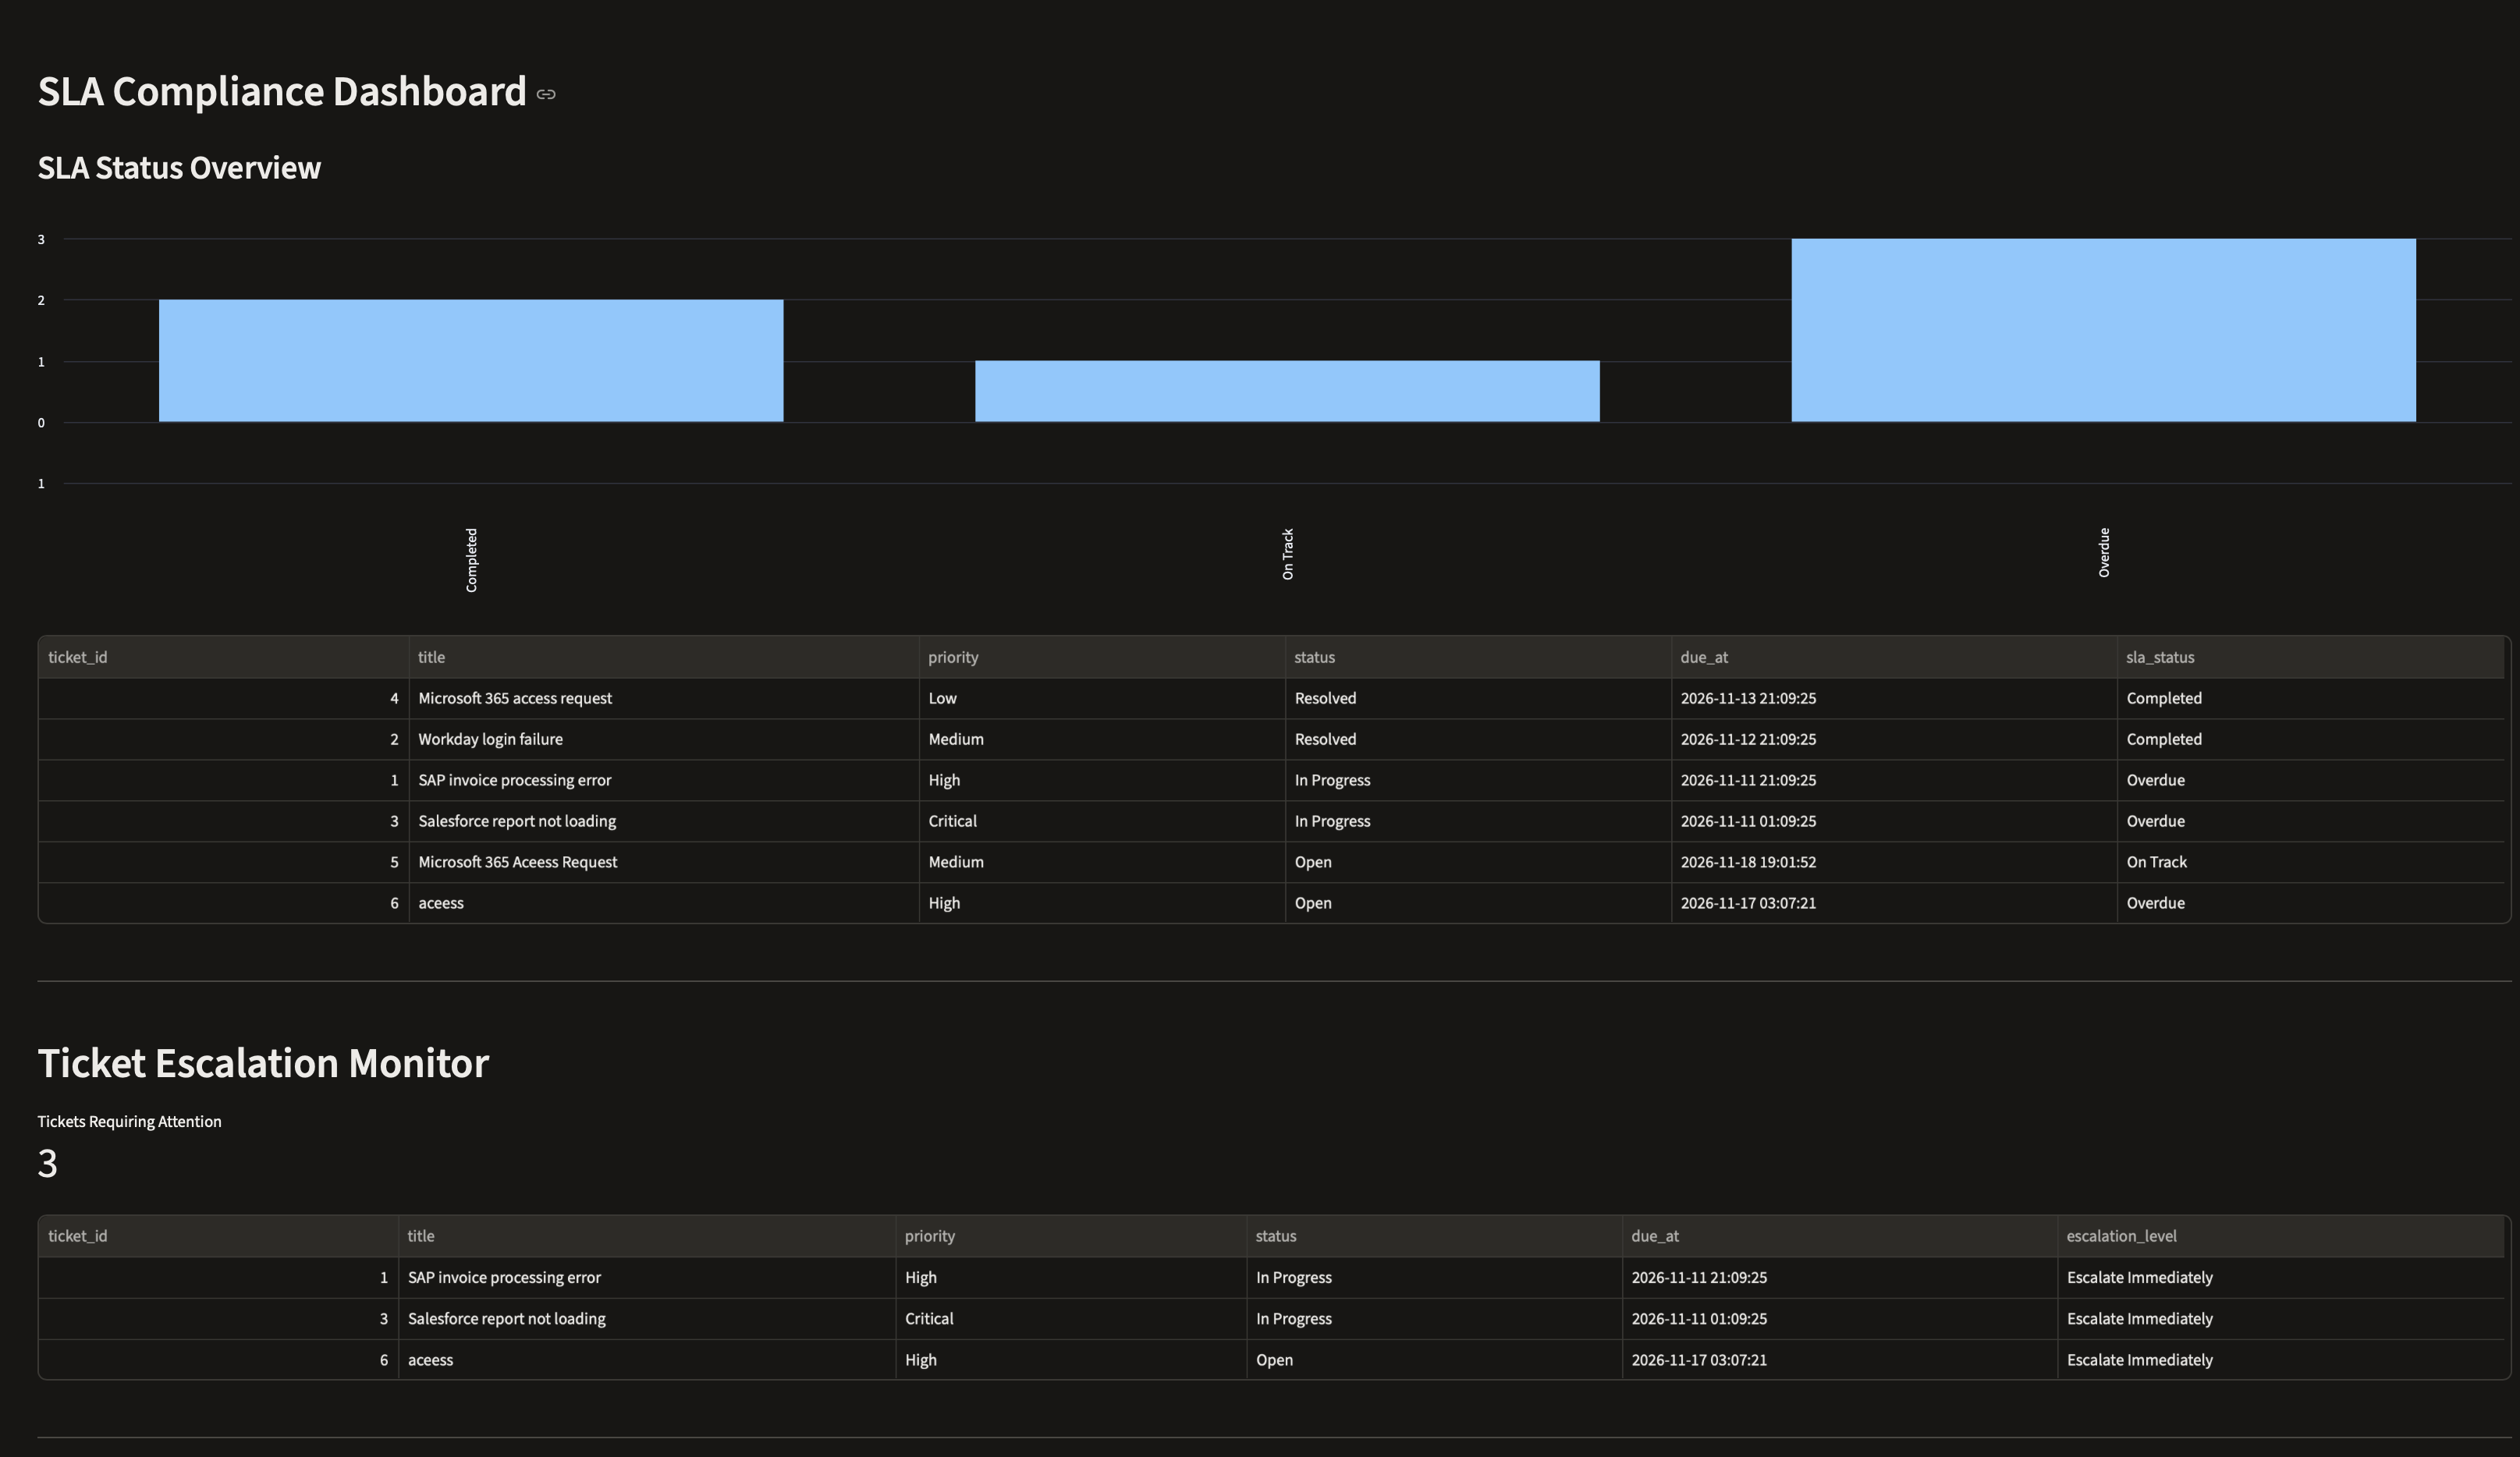 SLA Compliance Dashboard
SLA Status Overview
3
2
1
0
1
Completed
On Track
Overdue
ticket_id title priority status due_at sla_status
4 Microsoft 365 access request Low Resolved 2026-11-13 21:09:25 Completed
2 Workday login failure Medium Resolved 2026-11-12 21:09:25 Completed
1 SAP invoice processing error High In Progress 2026-11-11 21:09:25 Overdue
3 Salesforce report not loading Critical In Progress 2026-11-11 01:09:25 Overdue
5 Microsoft 365 Aceess Request Medium Open 2026-11-18 19:01:52 On Track
6 aceess High Open 2026-11-17 03:07:21 Overdue
Ticket Escalation Monitor
Tickets Requiring Attention
3
ticket_id title priority status due_at escalation_level
1 SAP invoice processing error High In Progress 2026-11-11 21:09:25 Escalate Immediately
3 Salesforce report not loading Critical In Progress 2026-11-11 01:09:25 Escalate Immediately
6 aceess High Open 2026-11-17 03:07:21 Escalate Immediately